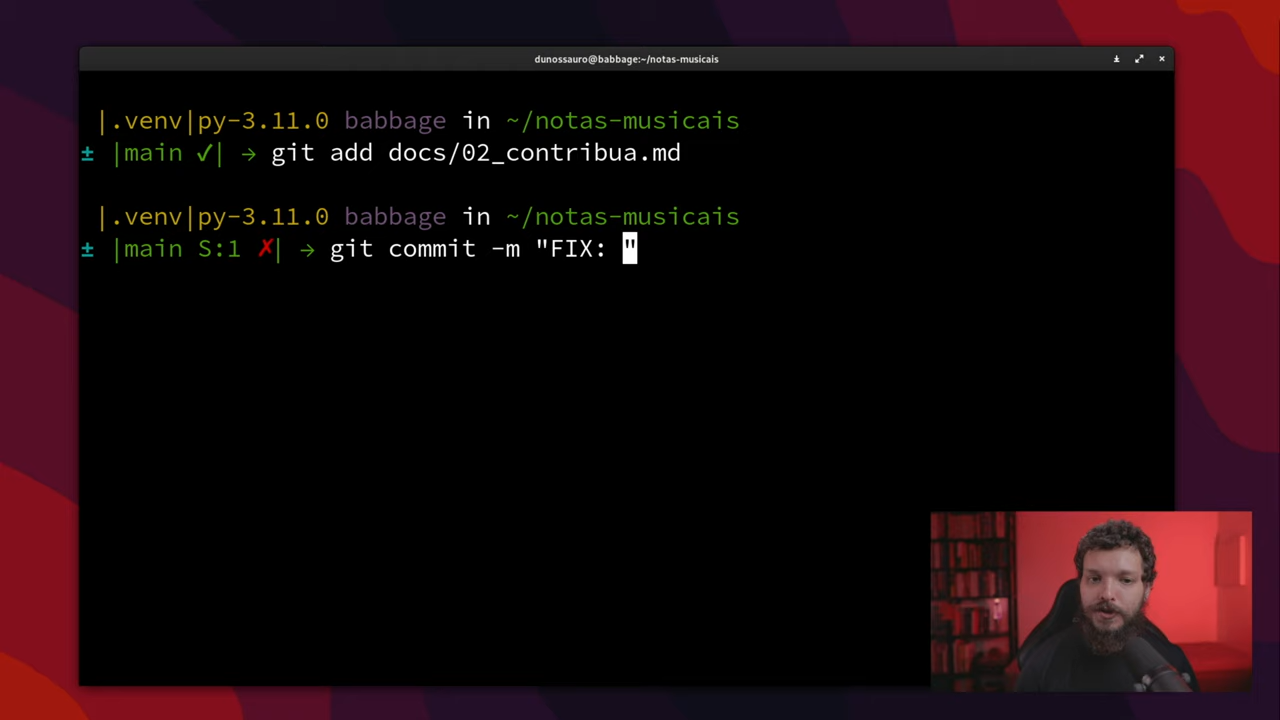 dunossauro@babbage:~/notas-musicais
|.venv|py-3.11.0 babbage in ~/notas-musicais
± |main ✓| → git add docs/02_contribua.md
|.venv|py-3.11.0 babbage in ~/notas-musicais
± |main S:1 ✗| → git commit -m "FIX: "